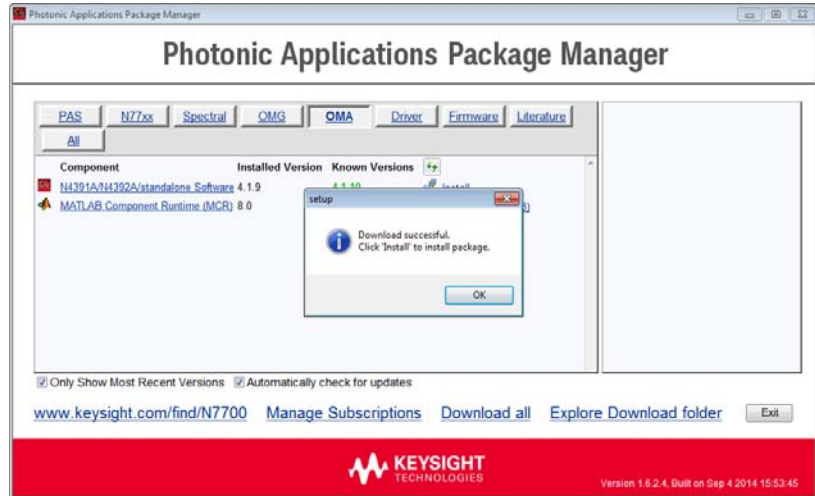 Photonic Applications Package Manager
Photonic Applications Package Manager
PAS N77xx Spectral OMG OMA Driver Firmware Literature
All
Component Installed Version Known Versions
N4391A/N4392A/standalone Software 4.1.9 4.1.10 Install
MATLAB Component Runtime (MCR) 8.0
setup
Download successful.
Click 'Install' to install package.
OK
Only Show Most Recent Versions Automatically check for updates
www.keysight.com/find/N7700 Manage Subscriptions Download all Explore Download folder Exit
KEYSIGHT
TECHNOLOGIES
Version 1.6.2.4, Built on Sep 4 2014 15:53:45